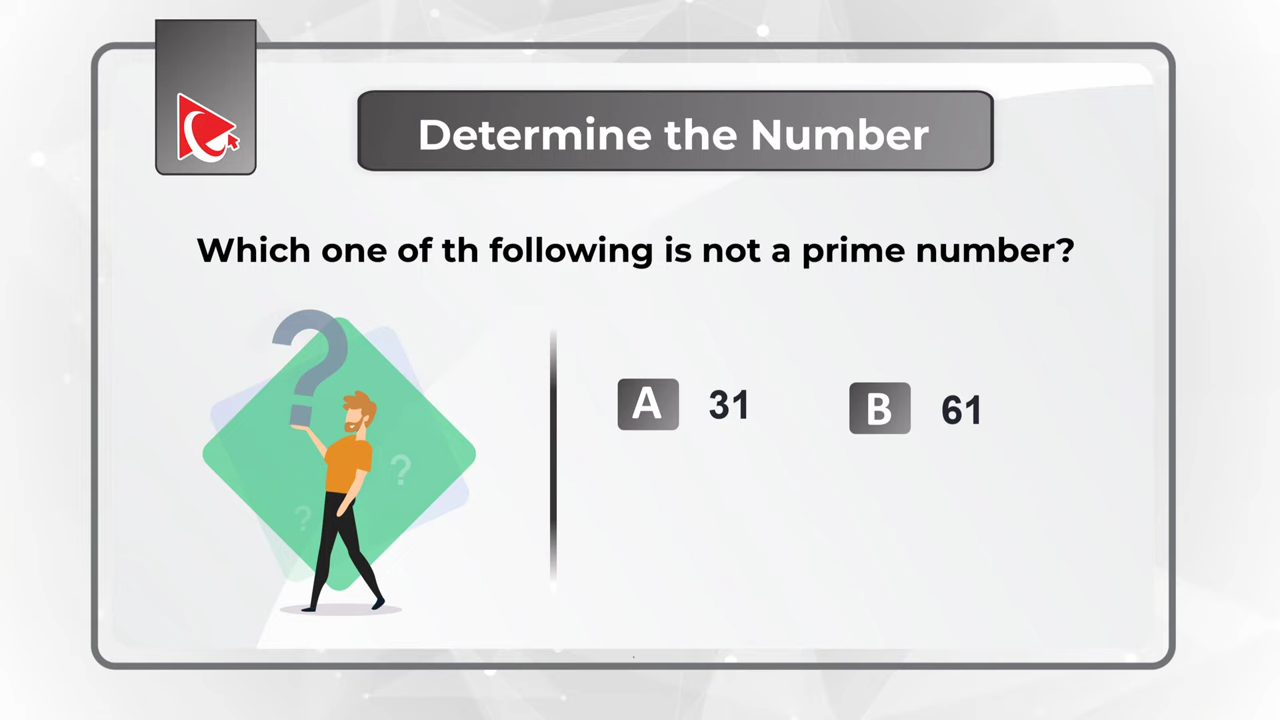 Determine the Number
Which one of th following is not a prime number?
?
?
?
A 31 B 61